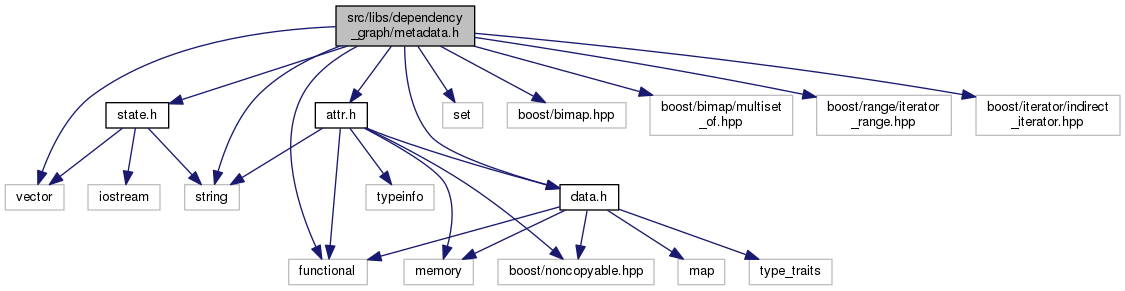 src/libs/dependency
_graph/metadata.h
state.h
attr.h
set
boost/bimap.hpp
boost/bimap/multiset
_of.hpp
boost/range/iterator
_range.hpp
boost/iterator/indirect
_iterator.hpp
vector
iostream
string
typeinfo
data.h
functional
memory
boost/noncopyable.hpp
map
type_traits